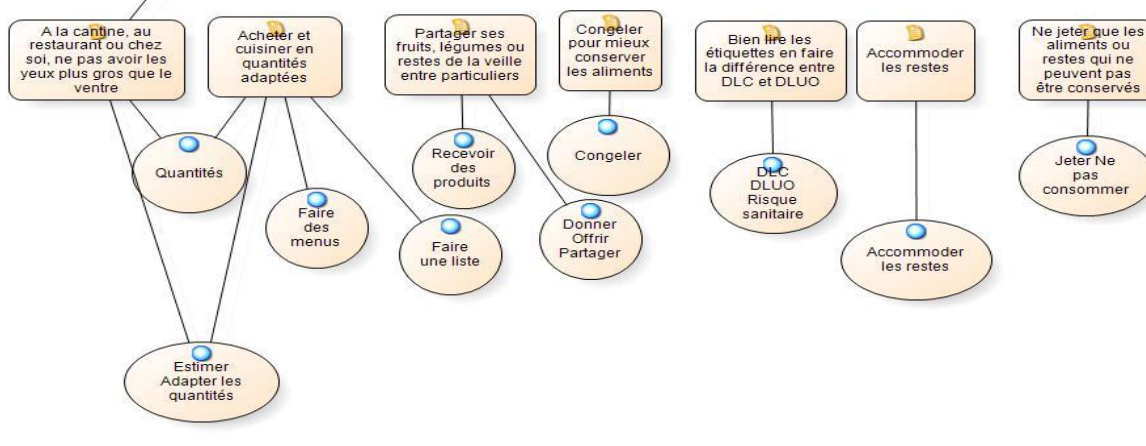 A la cantine, au
restaurant ou chez
soi, ne pas avoir les
yeux plus gros que le
ventre
Acheter et
cuisiner en
quantités
adaptées
Partager ses
fruits, légumes ou
restes de la veille
entre particuliers
Congeler
pour mieux
conserver
les aliments
Bien lire les
étiquettes en faire
la différence entre
DLC et DLUO
Accommoder
les restes
Ne jeter que les
aliments ou
restes qui ne
peuvent pas
être conservés
Quantités
Faire
des
menus
Recevoir
des
produits
Faire
une liste
Donner
Offrir
Partager
Congeler
DLC
DLUO
Risque
sanitaire
Accommoder
les restes
Jeter Ne
pas
consommer
Estimer
Adapter les
quantités